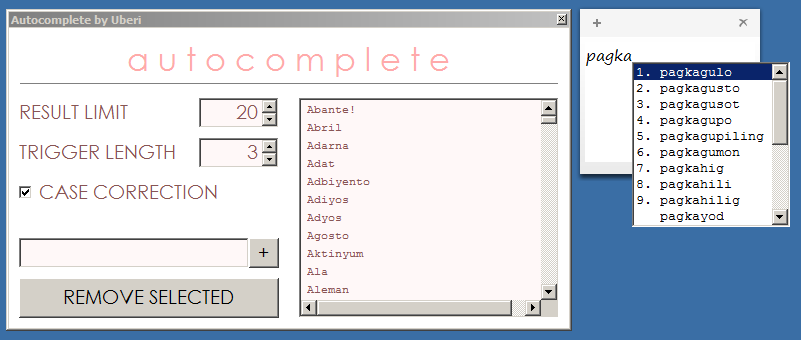 Autocomplete by Uberi
autocomplete
RESULT LIMIT 20
TRIGGER LENGTH 3
CASE CORRECTION
+
REMOVE SELECTED
Abante!
Abril
Adarna
Adat
Adbiyento
Adiyos
Adyos
Agosto
Aktinyum
Ala
Aleman
+
pagka
1. pagkagulo
2. pagkagusto
3. pagkagusot
4. pagkagupo
5. pagkagupiling
6. pagkagumon
7. pagkahig
8. pagkahili
9. pagkahilig
pagkayod